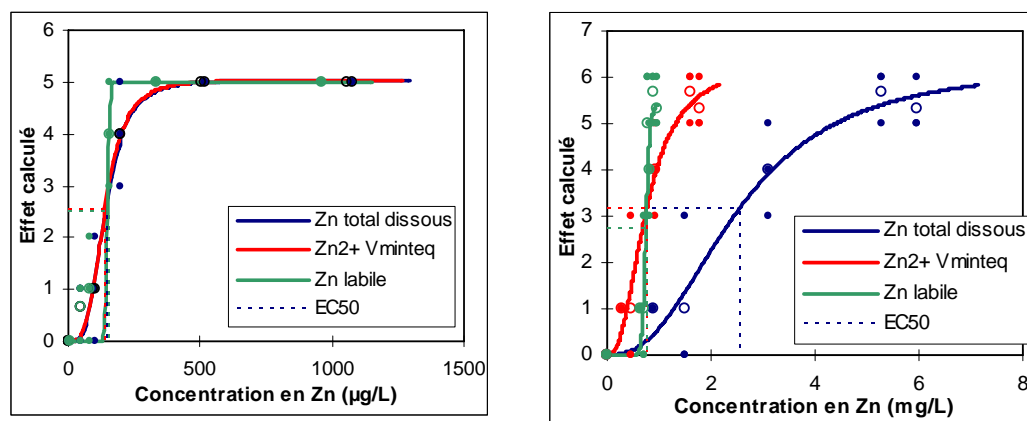 6
5
4
3
2
1
0
Effet calculé
Zn total dissous
Zn2+ Vminteq
Zn labile
EC50
0 500 1000 1500
Concentration en Zn (µg/L)
7
6
5
4
3
2
1
0
Effet calculé
Zn total dissous
Zn2+ Vminteq
Zn labile
EC50
0 2 4 6 8
Concentration en Zn (mg/L)